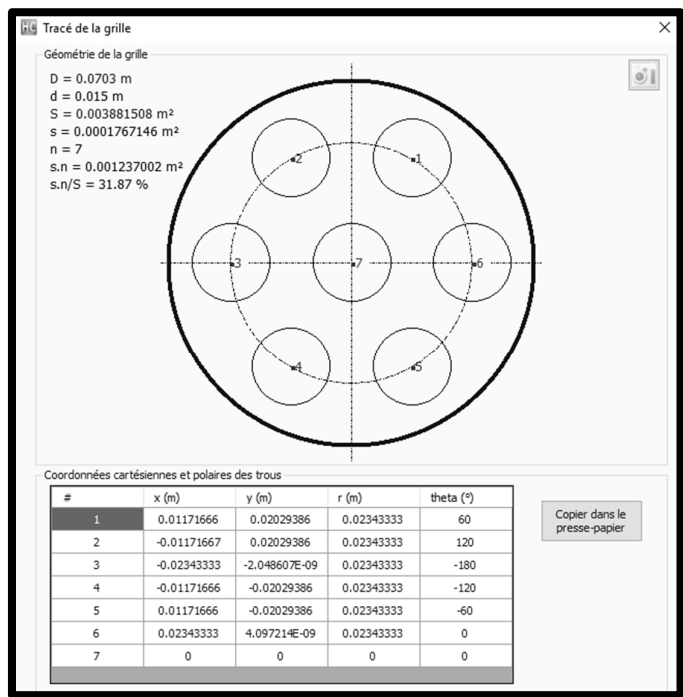 HC Tracé de la grille
Géométrie de la grille
D = 0.0703 m
d = 0.015 m
S = 0.003881508 m²
s = 0.0001767146 m²
n = 7
s.n = 0.001237002 m²
s.n/S = 31.87 %
2 1
3 7 6
4 5
Coordonnées cartésiennes et polaires des trous
# x (m) y (m) r (m) theta (°)
1 0.01171666 0.02029386 0.02343333 60
2 -0.01171667 0.02029386 0.02343333 120
3 -0.02343333 -2.048607E-09 0.02343333 -180
4 -0.01171666 -0.02029386 0.02343333 -120
5 0.01171666 -0.02029386 0.02343333 -60
6 0.02343333 4.097214E-09 0.02343333 0
7 0 0 0 0
Copier dans le
presse-papier